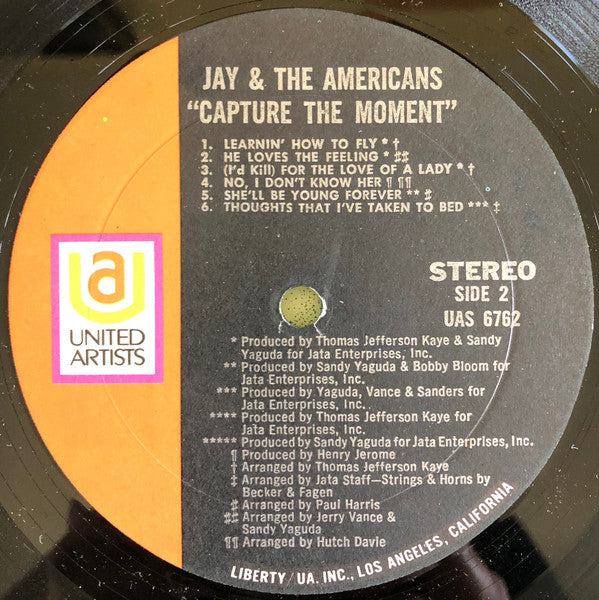 JAY & THE AMERICANS
"CAPTURE THE MOMENT"
1. LEARNIN' HOW TO FLY * †
2. HE LOVES THE FEELING * ⁂⁂
3. (I'd Kill) FOR THE LOVE OF A LADY * †
4. NO, I DON'T KNOW HER ¶ ¶¶
5. SHE'LL BE YOUNG FOREVER ** #
6. THOUGHTS THAT I'VE TAKEN TO BED *** ‡
ua
UNITED
ARTISTS
STEREO
SIDE 2
UAS 6762
* Produced by Thomas Jefferson Kaye & Sandy
Yaguda for Jata Enterprises, Inc.
** Produced by Sandy Yaguda & Bobby Bloom for
Jata Enterprises, Inc.
*** Produced by Yaguda, Vance & Sanders for
Jata Enterprises, Inc.
**** Produced by Thomas Jefferson Kaye for
Jata Enterprises, Inc.
***** Produced by Sandy Yaguda for Jata Enterprises, Inc.
¶ Produced by Henry Jerome
† Arranged by Thomas Jefferson Kaye
‡ Arranged by Jata Staff–Strings & Horns by
Becker & Fagen
# Arranged by Paul Harris
## Arranged by Jerry Vance &
Sandy Yaguda
¶¶ Arranged by Hutch Davie
LIBERTY/UA. INC., LOS ANGELES, CALIFORNIA